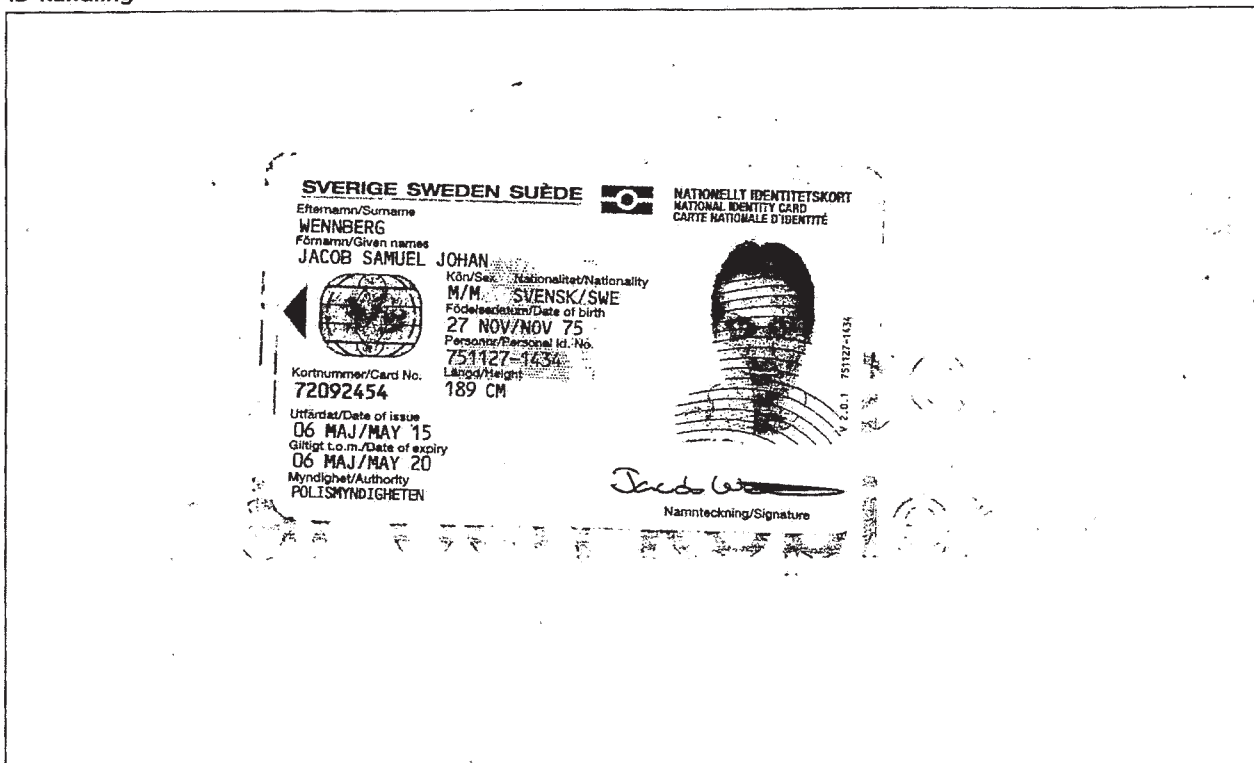 ID-handling
SVERIGE SWEDEN SUÈDE
NATIONELLT IDENTITETSKORT
NATIONAL IDENTITY CARD
CARTE NATIONALE D'IDENTITÉ
Efternamn/Surname
WENNBERG
Förnamn/Given names
JACOB SAMUEL JOHAN
Kön/Sex Nationalitet/Nationality
M/M SVENSK/SWE
Födelsedatum/Date of birth
27 NOV/NOV 75
Personnr/Personal Id. No.
751127-1434
Längd/Height
189 CM
Kortnummer/Card No.
72092454
Utfärdat/Date of issue
06 MAJ/MAY 15
Giltigt t.o.m./Date of expiry
06 MAJ/MAY 20
Myndighet/Authority
POLISMYNDIGHETEN
V 2.0.1 751127-1434
Jacob
Namnteckning/Signature